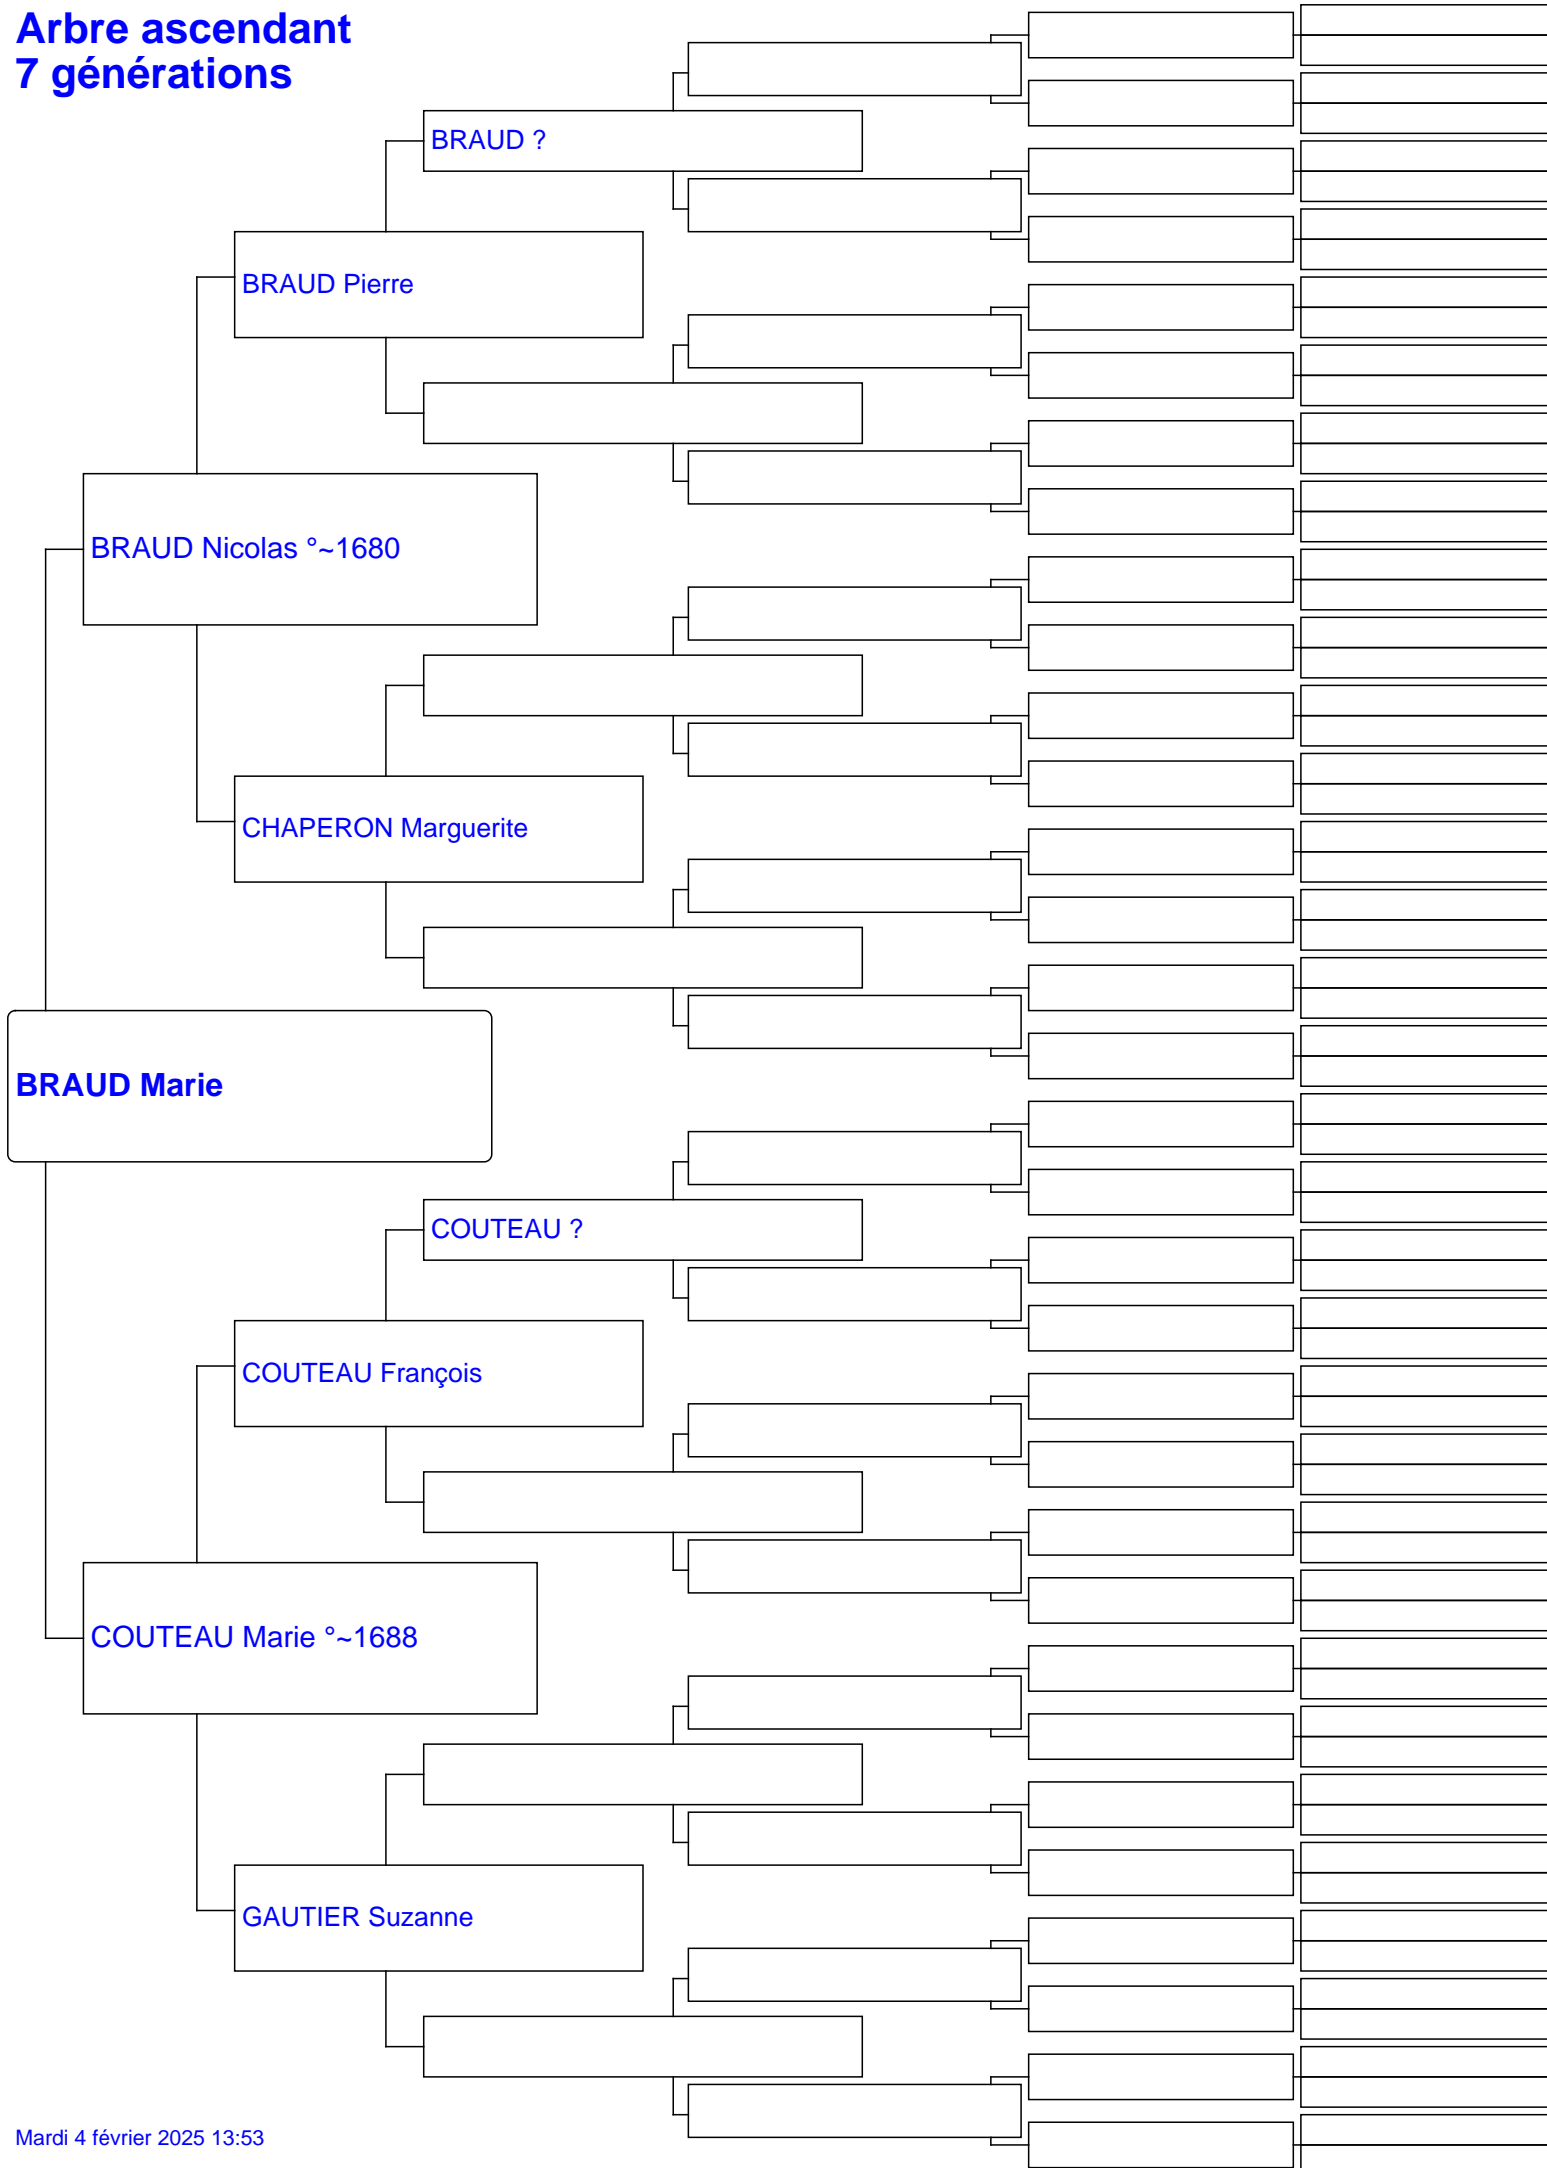 Arbre ascendant
7 générations
BRAUD ?
BRAUD Pierre
BRAUD Nicolas °~1680
CHAPERON Marguerite
BRAUD Marie
COUTEAU ?
COUTEAU François
COUTEAU Marie °~1688
GAUTIER Suzanne
Mardi 4 février 2025 13:53